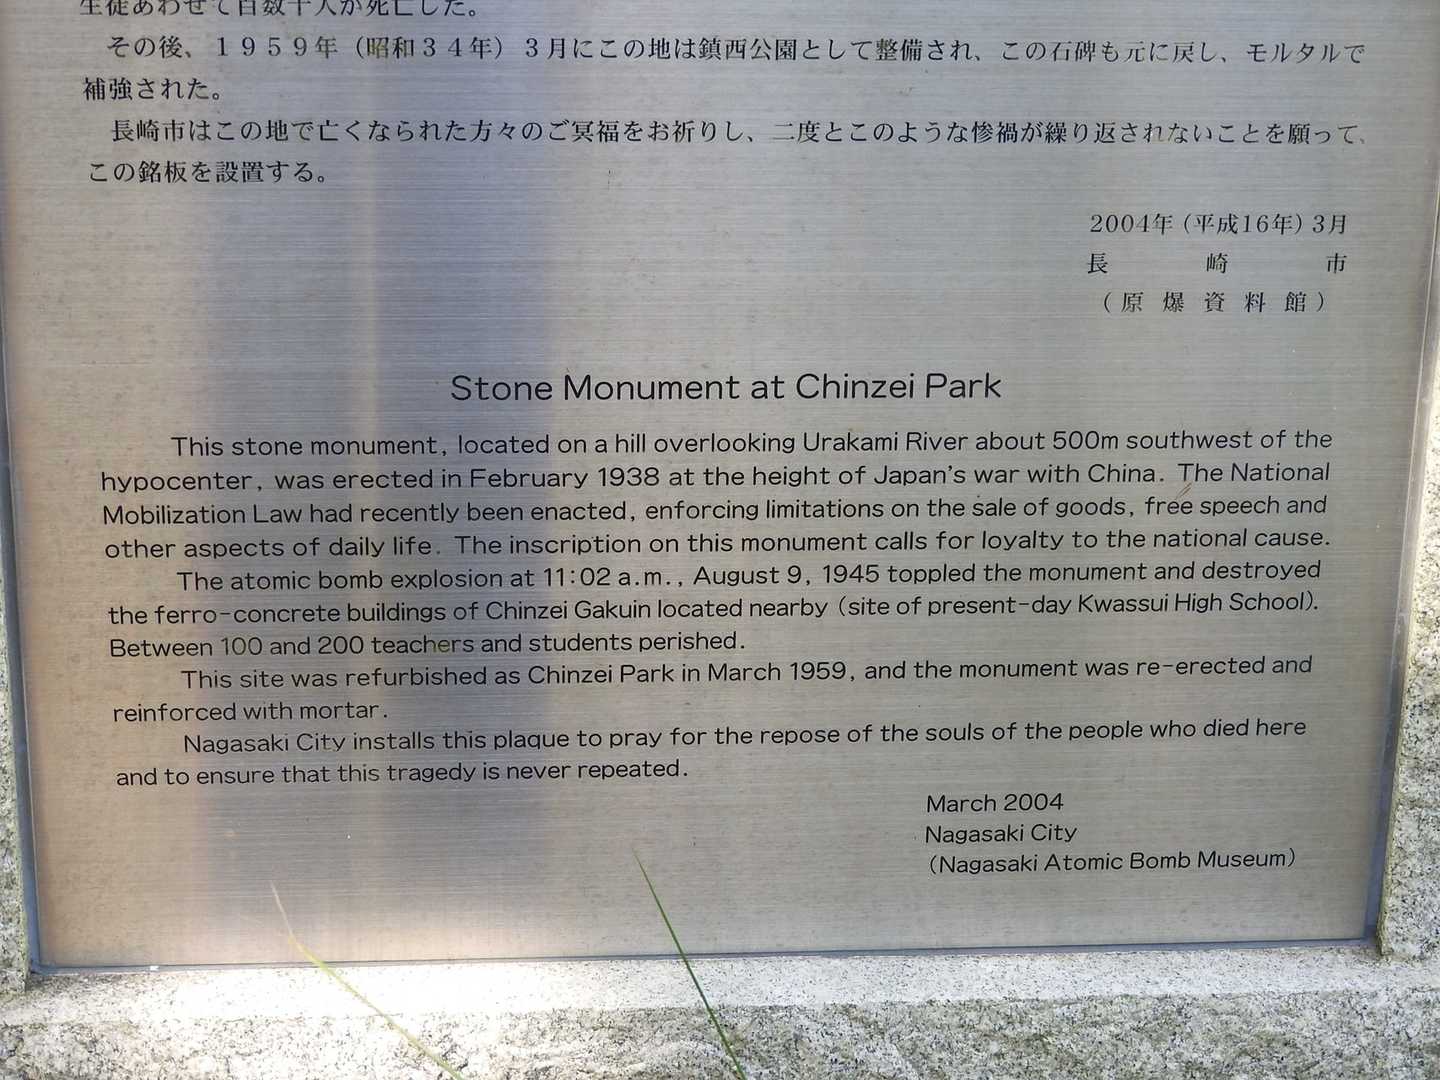 生徒あわせて百数十人が死亡した。
その後、１９５９年（昭和３４年）３月にこの地は鎮西公園として整備され、この石碑も元に戻し、モルタルで
補強された。
長崎市はこの地で亡くなられた方々のご冥福をお祈りし、二度とこのような惨禍が繰り返されないことを願って、
この銘板を設置する。
2004年（平成16年）3月
長崎市
（原爆資料館）
Stone Monument at Chinzei Park
This stone monument, located on a hill overlooking Urakami River about 500m southwest of the
hypocenter, was erected in February 1938 at the height of Japan's war with China. The National
Mobilization Law had recently been enacted, enforcing limitations on the sale of goods, free speech and
other aspects of daily life. The inscription on this monument calls for loyalty to the national cause.
The atomic bomb explosion at 11:02 a.m., August 9, 1945 toppled the monument and destroyed
the ferro-concrete buildings of Chinzei Gakuin located nearby (site of present-day Kwassui High School).
Between 100 and 200 teachers and students perished.
This site was refurbished as Chinzei Park in March 1959, and the monument was re-erected and
reinforced with mortar.
Nagasaki City installs this plaque to pray for the repose of the souls of the people who died here
and to ensure that this tragedy is never repeated.
March 2004
Nagasaki City
(Nagasaki Atomic Bomb Museum)